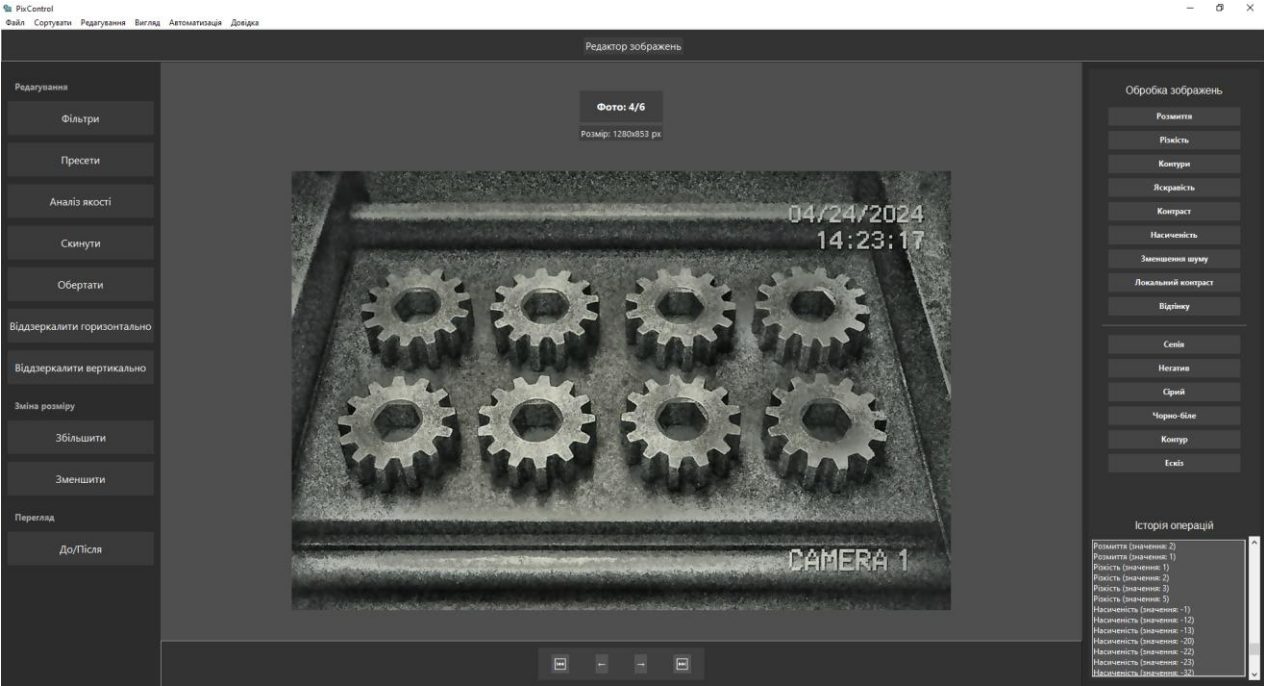 PixControl
Файл Сортувати Редагування Вигляд Автоматизація Довідка
Редактор зображень
Редагування
Фільтри
Пресети
Аналіз якості
Скинути
Обертати
Віддзеркалити горизонтально
Віддзеркалити вертикально
Зміна розміру
Збільшити
Зменшити
Перегляд
До/Після
Фото: 4/6
Розмір: 1280x853 px
04/24/2024
14:23:17
CAMERA 1
Обробка зображень
Розмиття
Різкість
Контури
Яскравість
Контраст
Насиченість
Зменшення шуму
Локальний контраст
Відтінку
Сепія
Негатив
Сірий
Чорно-біле
Контур
Ескіз
Історія операцій
Розмиття (значення: 2)
Розмиття (значення: 1)
Різкість (значення: 1)
Різкість (значення: 2)
Різкість (значення: 3)
Різкість (значення: 5)
Насиченість (значення: -1)
Насиченість (значення: -12)
Насиченість (значення: -13)
Насиченість (значення: -20)
Насиченість (значення: -22)
Насиченість (значення: -23)
Насиченість (значення: -32)